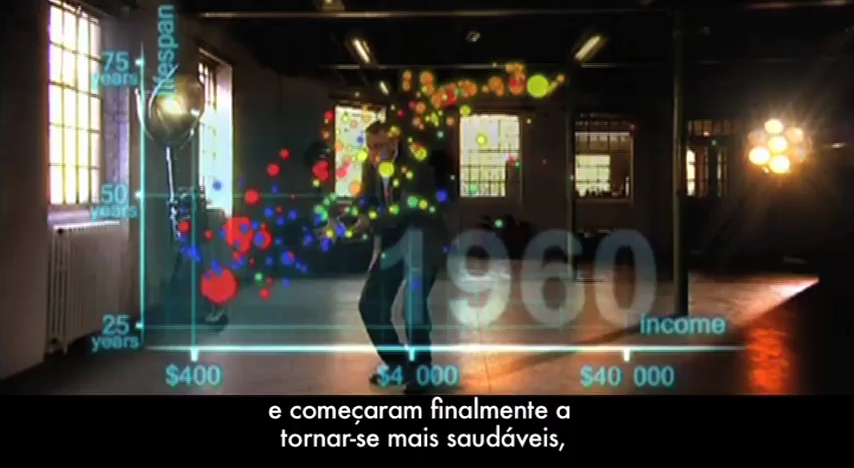 lifespan
75
years
50
years
1960
25
years
income
$400
$4 000
$40 000
e começaram finalmente a
tornar-se mais saudáveis,